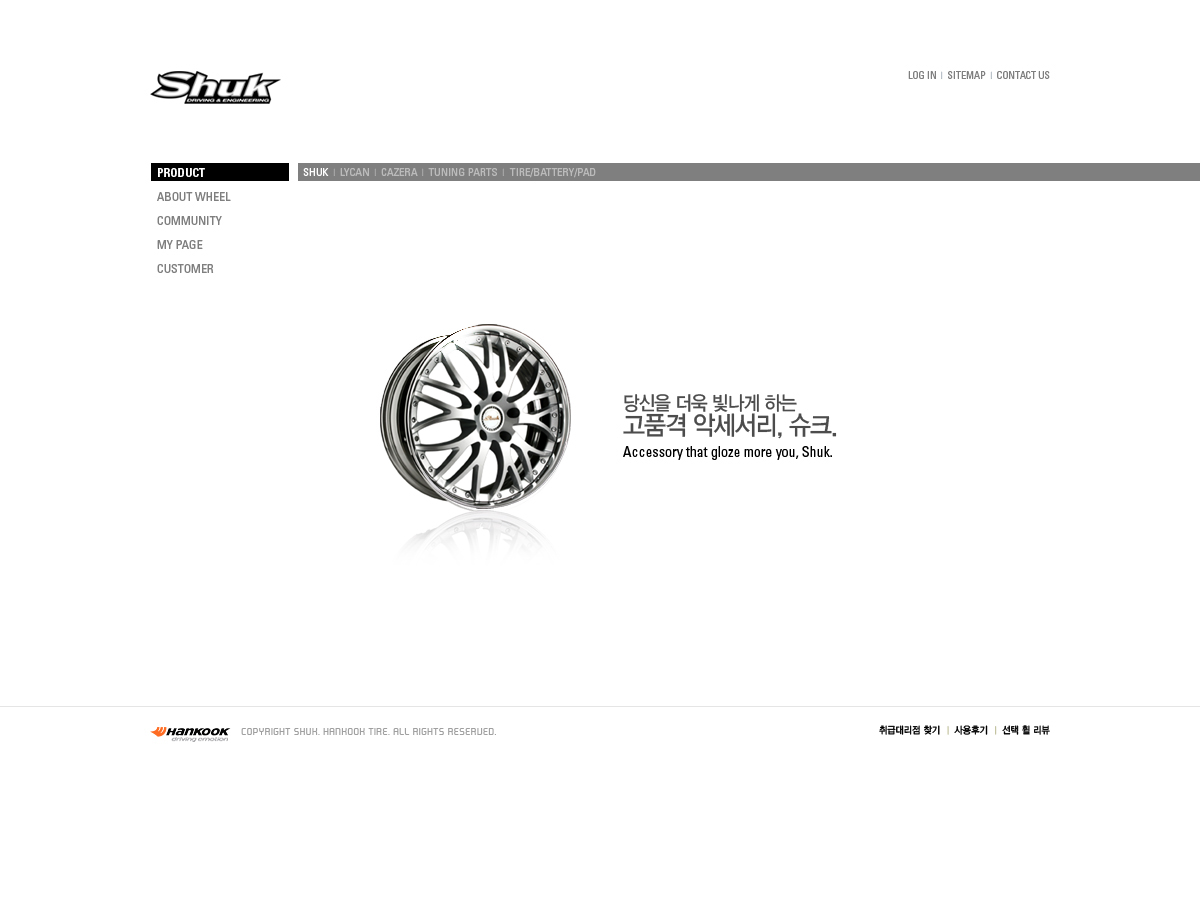 Shuk
DRIVING & ENGINEERING
LOG IN | SITEMAP | CONTACT US
PRODUCT
SHUK | LYCAN | CAZERA | TUNING PARTS | TIRE/BATTERY/PAD
ABOUT WHEEL
COMMUNITY
MY PAGE
CUSTOMER
당신을 더욱 빛나게 하는
고품격 악세서리, 슈크.
Accessory that gloze more you, Shuk.
HANKOOK
driving emotion
COPYRIGHT SHUK. HANKOOK TIRE. ALL RIGHTS RESERVED.
취급대리점 찾기 | 사용후기 | 선택 휠 리뷰